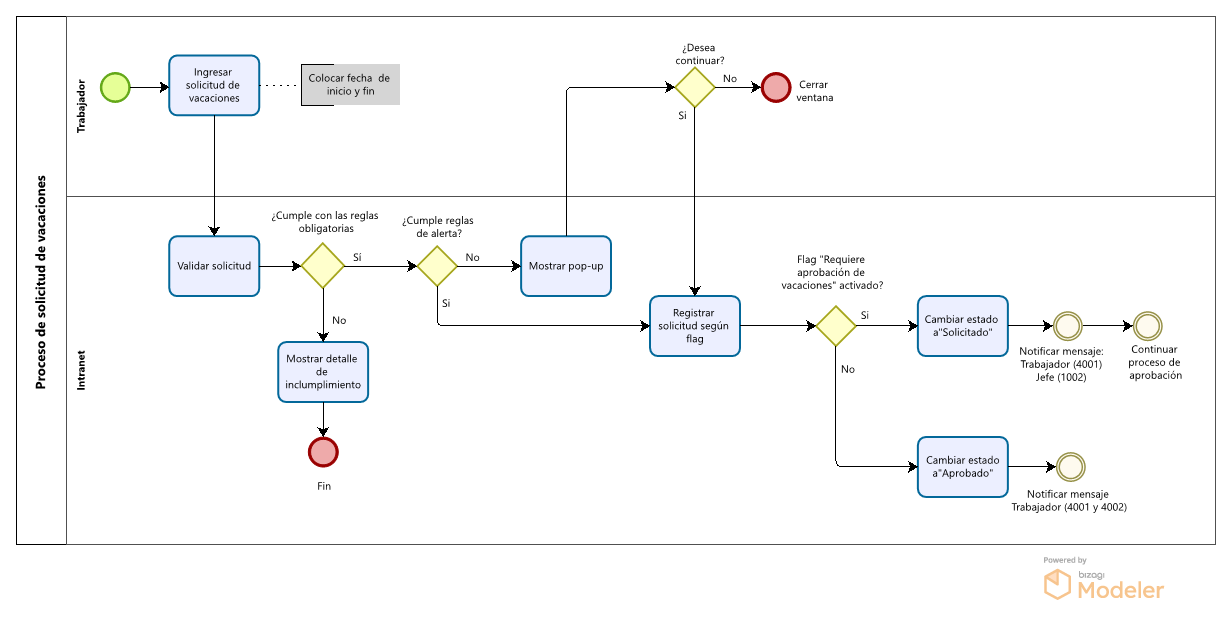 Proceso de solicitud de vacaciones
Trabajador
Ingresar
solicitud de
vacaciones
Colocar fecha de
inicio y fin
¿Desea
continuar?
No
Si
Cerrar
ventana
Intranet
Validar solicitud
¿Cumple con las reglas
obligatorias
Sí
No
¿Cumple reglas
de alerta?
No
Si
Mostrar pop-up
Mostrar detalle
de
inclumplimiento
Fin
Registrar
solicitud según
flag
Flag "Requiere
aprobación de
vacaciones" activado?
Si
No
Cambiar estado
a"Solicitado"
Notificar mensaje:
Trabajador (4001)
Jefe (1002)
Continuar
proceso de
aprobación
Cambiar estado
a"Aprobado"
Notificar mensaje
Trabajador (4001 y 4002)
Powered by
bizagi
Modeler